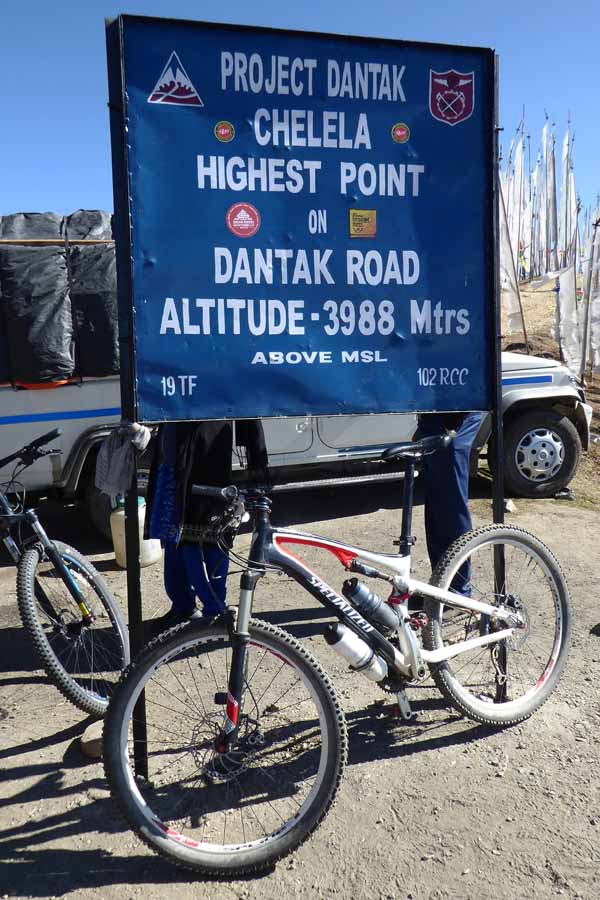 PROJECT DANTAK
CHELELA
HIGHEST POINT
ON
DANTAK ROAD
ALTITUDE - 3988 Mtrs
ABOVE MSL
19 TF
102 RCC
SPECIALIZED